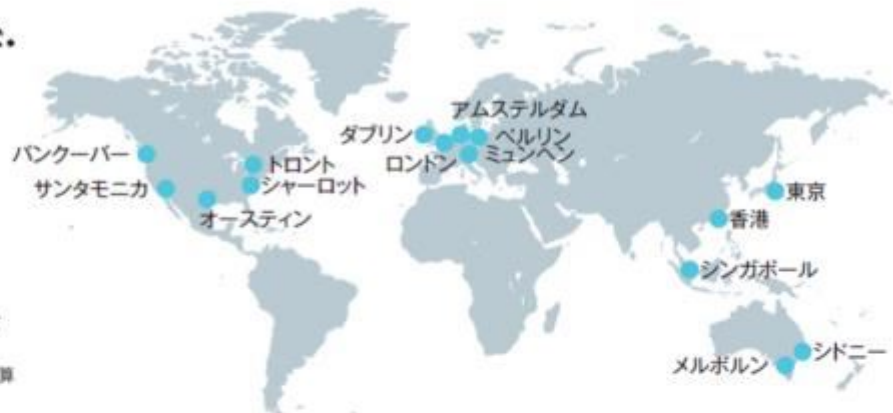 アムステルダム
ダブリン
ベルリン
ロンドン
ミュンヘン
バンクーバー
トロント
サンタモニカ
シャーロット
オースティン
東京
香港
シンガポール
シドニー
メルボルン
算